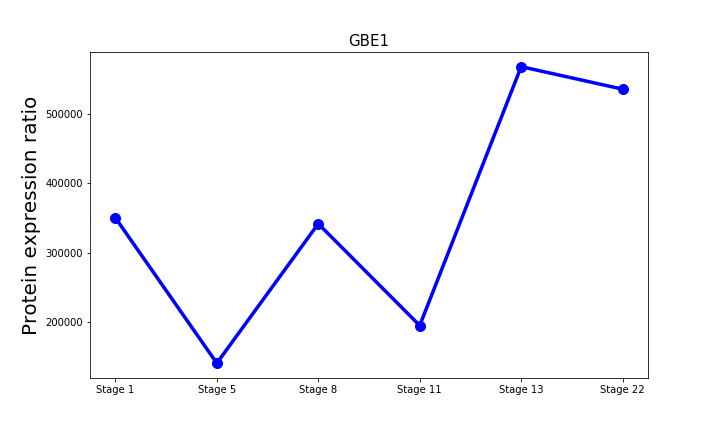 GBE1
Protein expression ratio
500000
400000
300000
200000
Stage 1 Stage 5 Stage 8 Stage 11 Stage 13 Stage 22